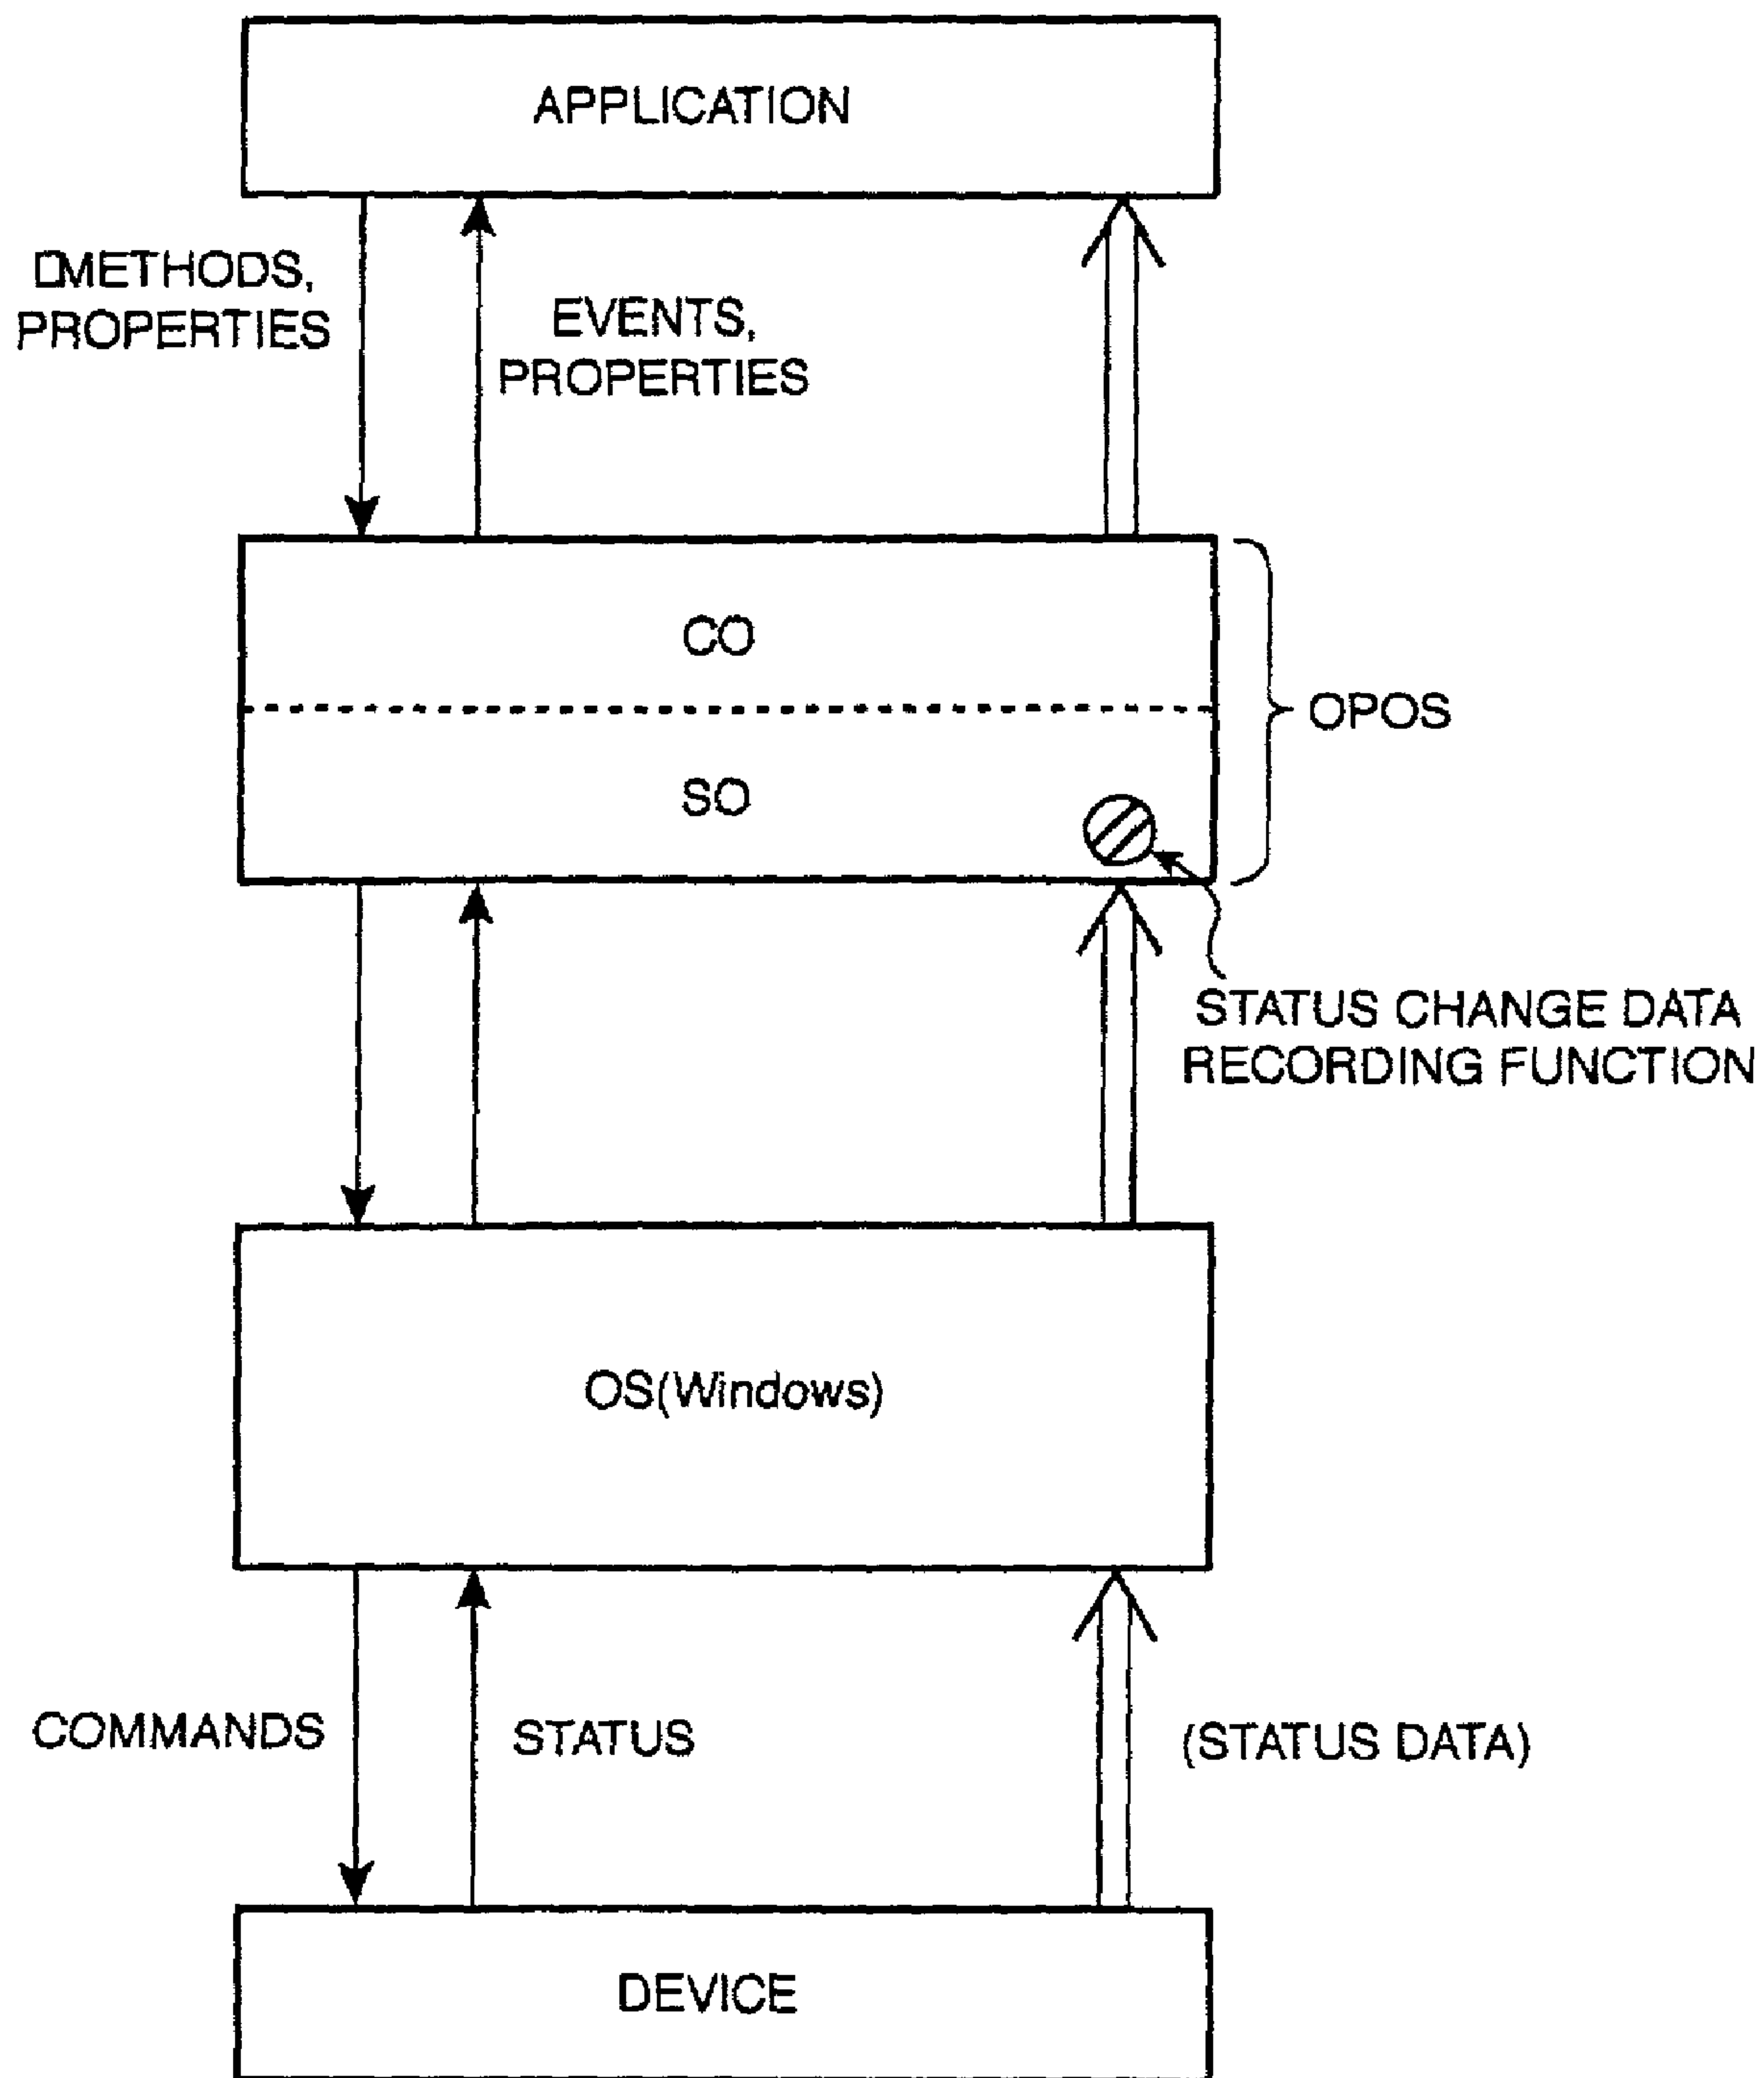 APPLICATION
□METHODS,
PROPERTIES
EVENTS,
PROPERTIES
CO
SO
OPOS
STATUS CHANGE DATA
RECORDING FUNCTION
OS(Windows)
COMMANDS
STATUS
(STATUS DATA)
DEVICE